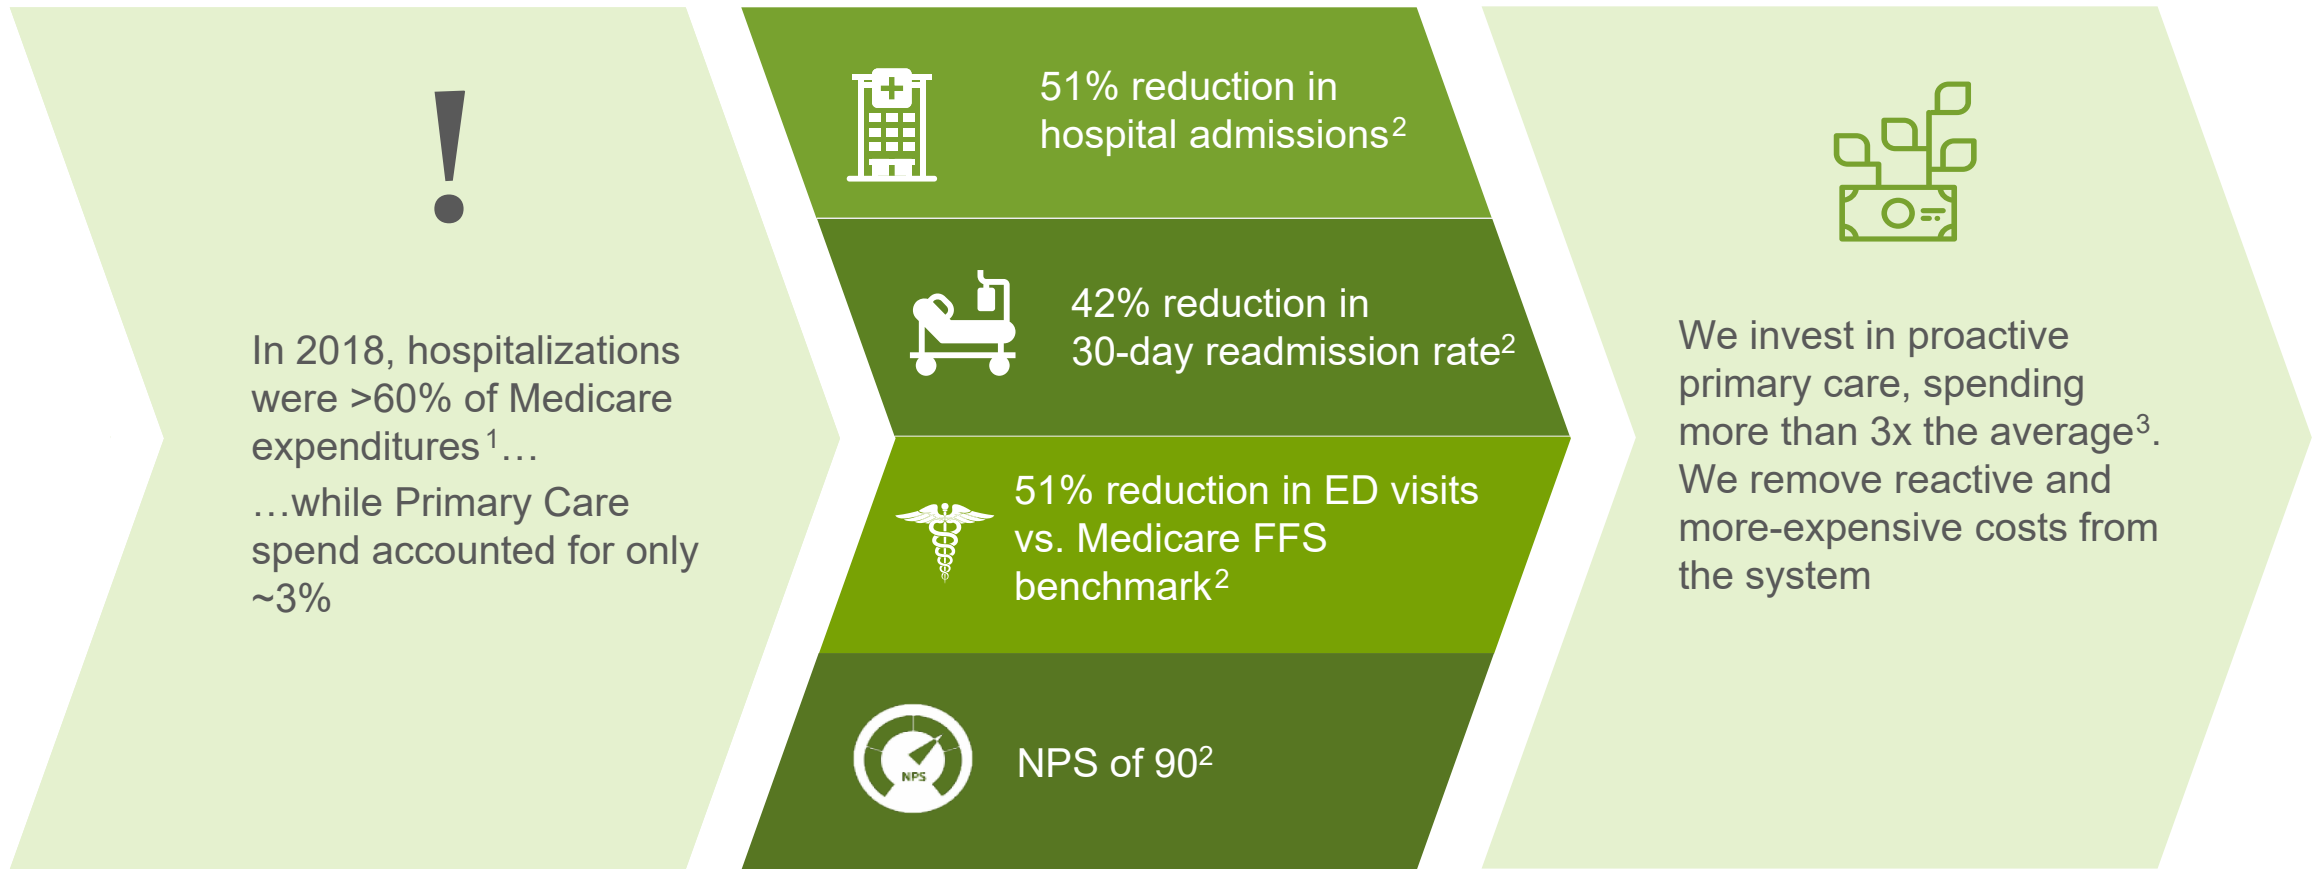 In 2018, hospitalizations
were >60% of Medicare
expenditures1…
…while Primary Care
spend accounted for only
~3%
51% reduction in
hospital admissions2
42% reduction in
30-day readmission rate2
51% reduction in ED visits
vs. Medicare FFS
benchmark2
NPS
NPS of 902
We invest in proactive
primary care, spending
more than 3x the average3.
We remove reactive and
more-expensive costs from
the system